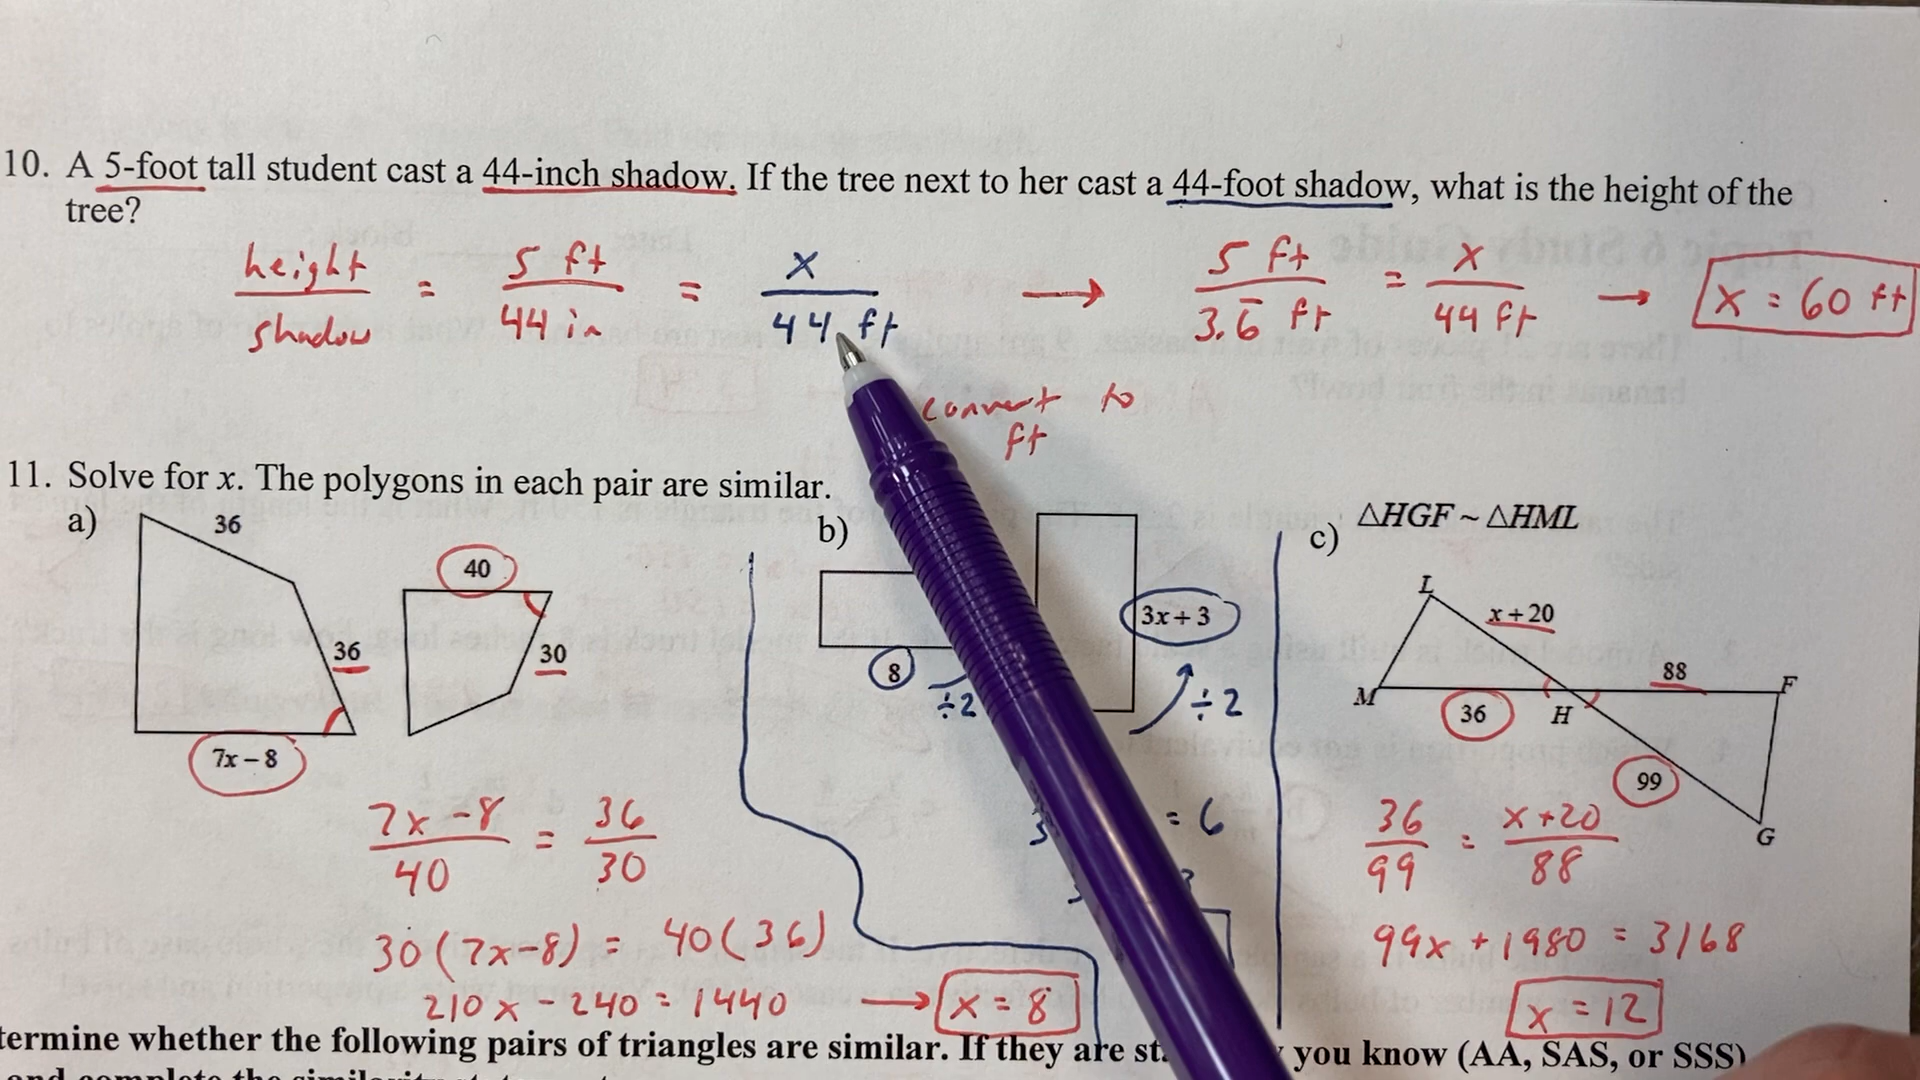 10. A 5-foot tall student cast a 44-inch shadow. If the tree next to her cast a 44-foot shadow, what is the height of the
tree?
height / shadow = 5 ft / 44 in = x / 44 ft → 5 ft / 3.6̅ ft = x / 44 ft → x = 60 ft
convert to
ft
11. Solve for x. The polygons in each pair are similar.
a)
36
40
36
30
7x – 8
7x - 8 / 40 = 36 / 30
30(7x-8) = 40(36)
210x - 240 = 1440 → x = 8
b)
3x + 3
8
÷2
÷2
= 6
c) △HGF ~ △HML
L
x + 20
88
M
F
36
H
99
G
36 / 99 = x + 20 / 88
99x + 1980 = 3168
x = 12
termine whether the following pairs of triangles are similar. If they are you know (AA, SAS, or SSS)
and complete the similarity